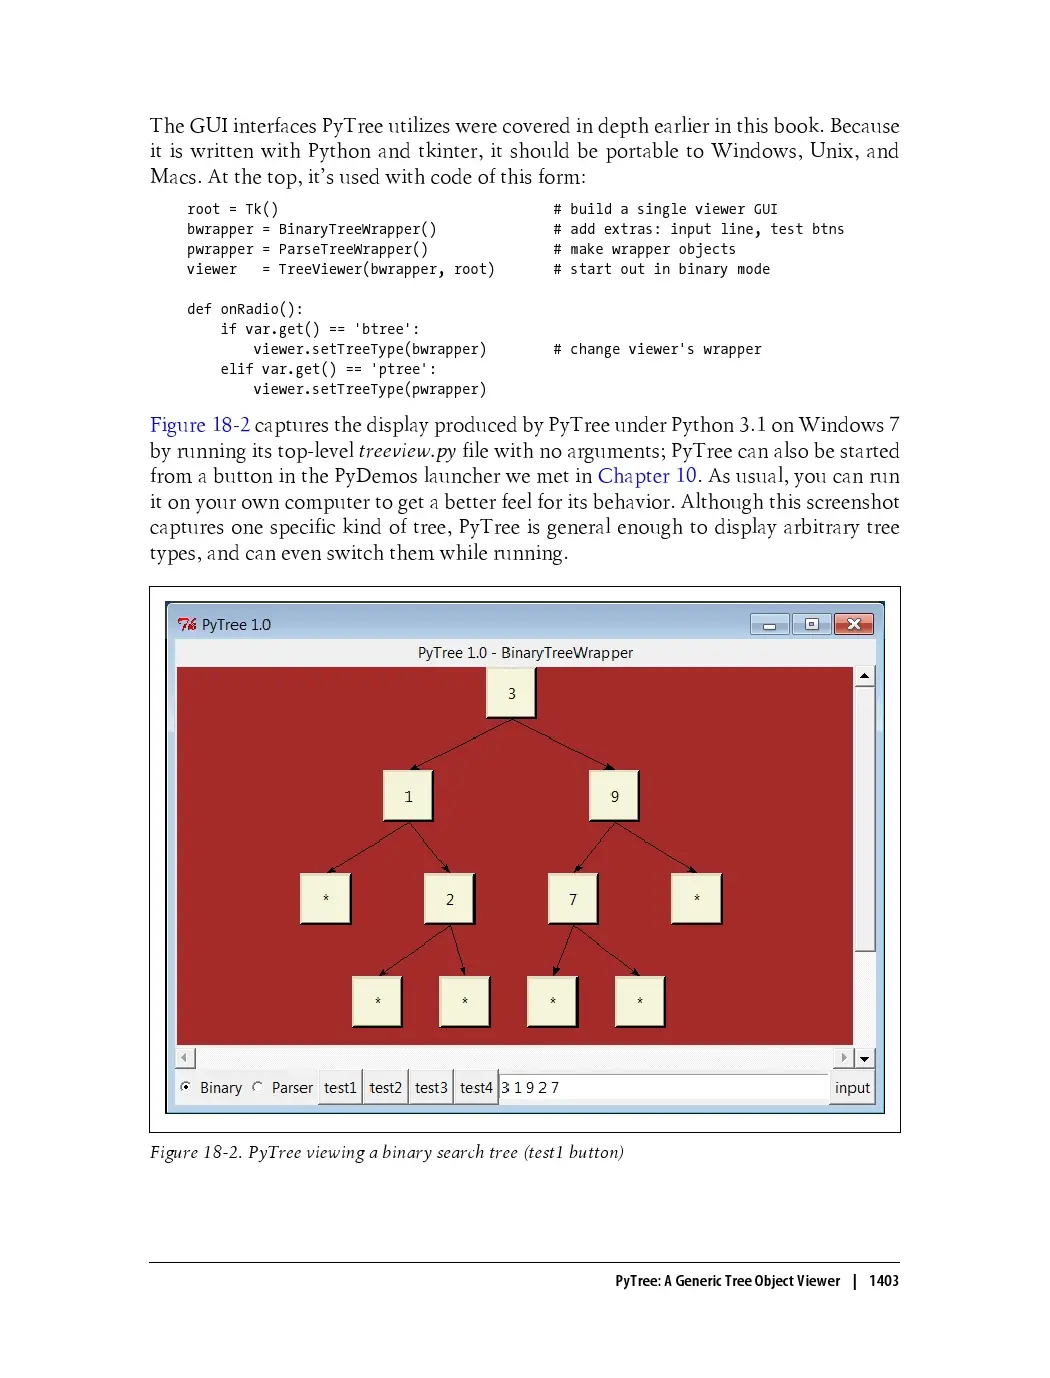 The GUI interfaces PyTree utilizes were covered in depth earlier in this book. Because
it is written with Python and tkinter, it should be portable to Windows, Unix, and
Macs. At the top, it’s used with code of this form:
root = Tk() # build a single viewer GUI
bwrapper = BinaryTreeWrapper() # add extras: input line, test btns
pwrapper = ParseTreeWrapper() # make wrapper objects
viewer = TreeViewer(bwrapper, root) # start out in binary mode
def onRadio():
if var.get() == 'btree':
viewer.setTreeType(bwrapper) # change viewer's wrapper
elif var.get() == 'ptree':
viewer.setTreeType(pwrapper)
Figure 18-2 captures the display produced by PyTree under Python 3.1 on Windows 7
by running its top-level treeview.py file with no arguments; PyTree can also be started
from a button in the PyDemos launcher we met in Chapter 10. As usual, you can run
it on your own computer to get a better feel for its behavior. Although this screenshot
captures one specific kind of tree, PyTree is general enough to display arbitrary tree
types, and can even switch them while running.
PyTree 1.0
PyTree 1.0 - BinaryTreeWrapper
3
1 9
* 2 7 *
* * * *
Binary Parser test1 test2 test3 test4 3 1 9 2 7 input
Figure 18-2. PyTree viewing a binary search tree (test1 button)
PyTree: A Generic Tree Object Viewer | 1403